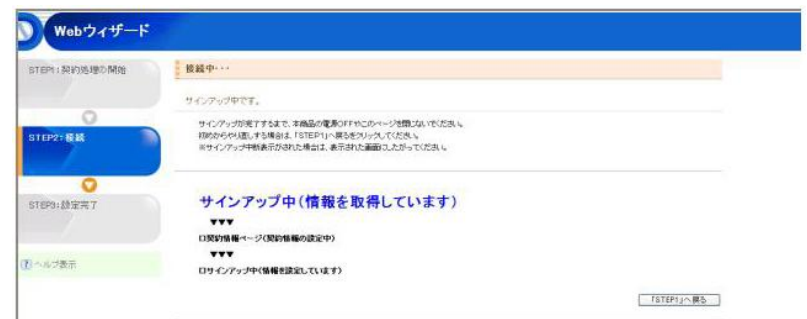 Webウィザード
STEP1：契約処理の開始
STEP2：接続
STEP3：設定完了
ヘルプ表示
接続中・・・
サインアップ中です。
サインアップが完了するまで、本商品の電源OFFやこのページを閉じないでください。
初めからやり直しする場合は、「STEP1」へ戻るをクリックしてください。
※サインアップ中断表示がされた場合は、表示された画面にしたがってください。
サインアップ中（情報を取得しています）
▼▼▼
□契約情報ページ（契約情報の設定中）
▼▼▼
□サインアップ中（情報を設定しています）
「STEP1」へ戻る